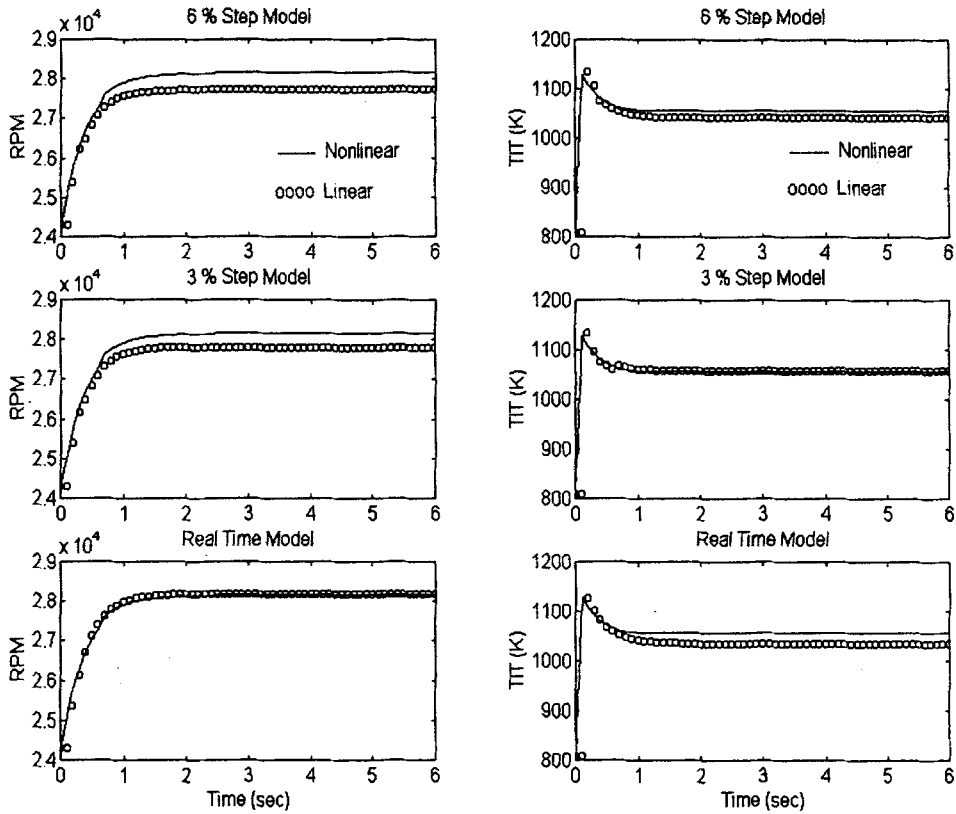 6 % Step Model
x 10^4
2.9
2.8
2.7
2.6
2.5
2.4
RPM
Nonlinear
oooo Linear
0 1 2 3 4 5 6
6 % Step Model
1200
1100
1000
900
800
TIT (K)
Nonlinear
oooo Linear
0 1 2 3 4 5 6
3 % Step Model
x 10^4
2.9
2.8
2.7
2.6
2.5
2.4
RPM
0 1 2 3 4 5 6
3 % Step Model
1200
1100
1000
900
800
TIT (K)
0 1 2 3 4 5 6
Real Time Model
x 10^4
2.9
2.8
2.7
2.6
2.5
2.4
RPM
0 1 2 3 4 5 6
Time (sec)
Real Time Model
1200
1100
1000
900
800
TIT (K)
0 1 2 3 4 5 6
Time (sec)